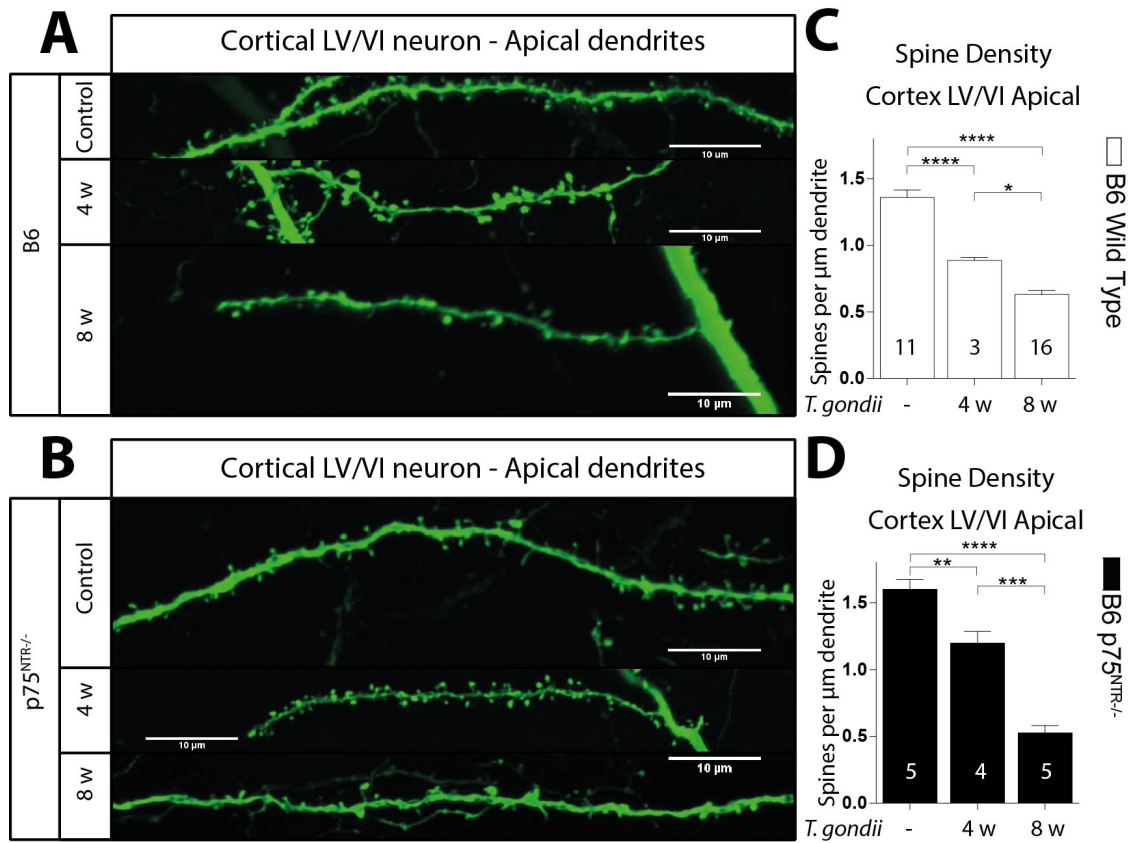 A
Cortical LV/VI neuron - Apical dendrites
B6
Control
10 µm
4 w
10 µm
8 w
10 µm
B
Cortical LV/VI neuron - Apical dendrites
p75NTR-/-
Control
10 µm
4 w
10 µm
10 µm
8 w
C
Spine Density
Cortex LV/VI Apical
****
****
*
Spines per µm dendrite
1.5
1.0
0.5
0.0
11 3 16
T. gondii - 4 w 8 w
B6 Wild Type
D
Spine Density
Cortex LV/VI Apical
****
**
***
Spines per µm dendrite
1.5
1.0
0.5
0.0
5 4 5
T. gondii - 4 w 8 w
B6 p75NTR-/-